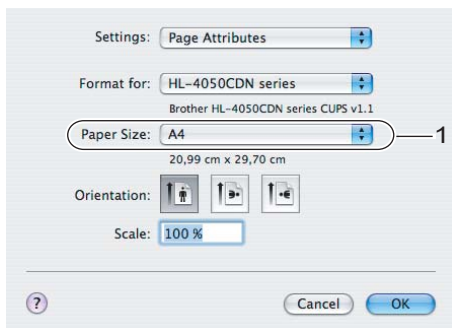 Settings: Page Attributes
Format for: HL-4050CDN series
Brother HL-4050CDN series CUPS v1.1
Paper Size: A4 1
20,99 cm x 29,70 cm
Orientation:
Scale: 100 %
? Cancel OK